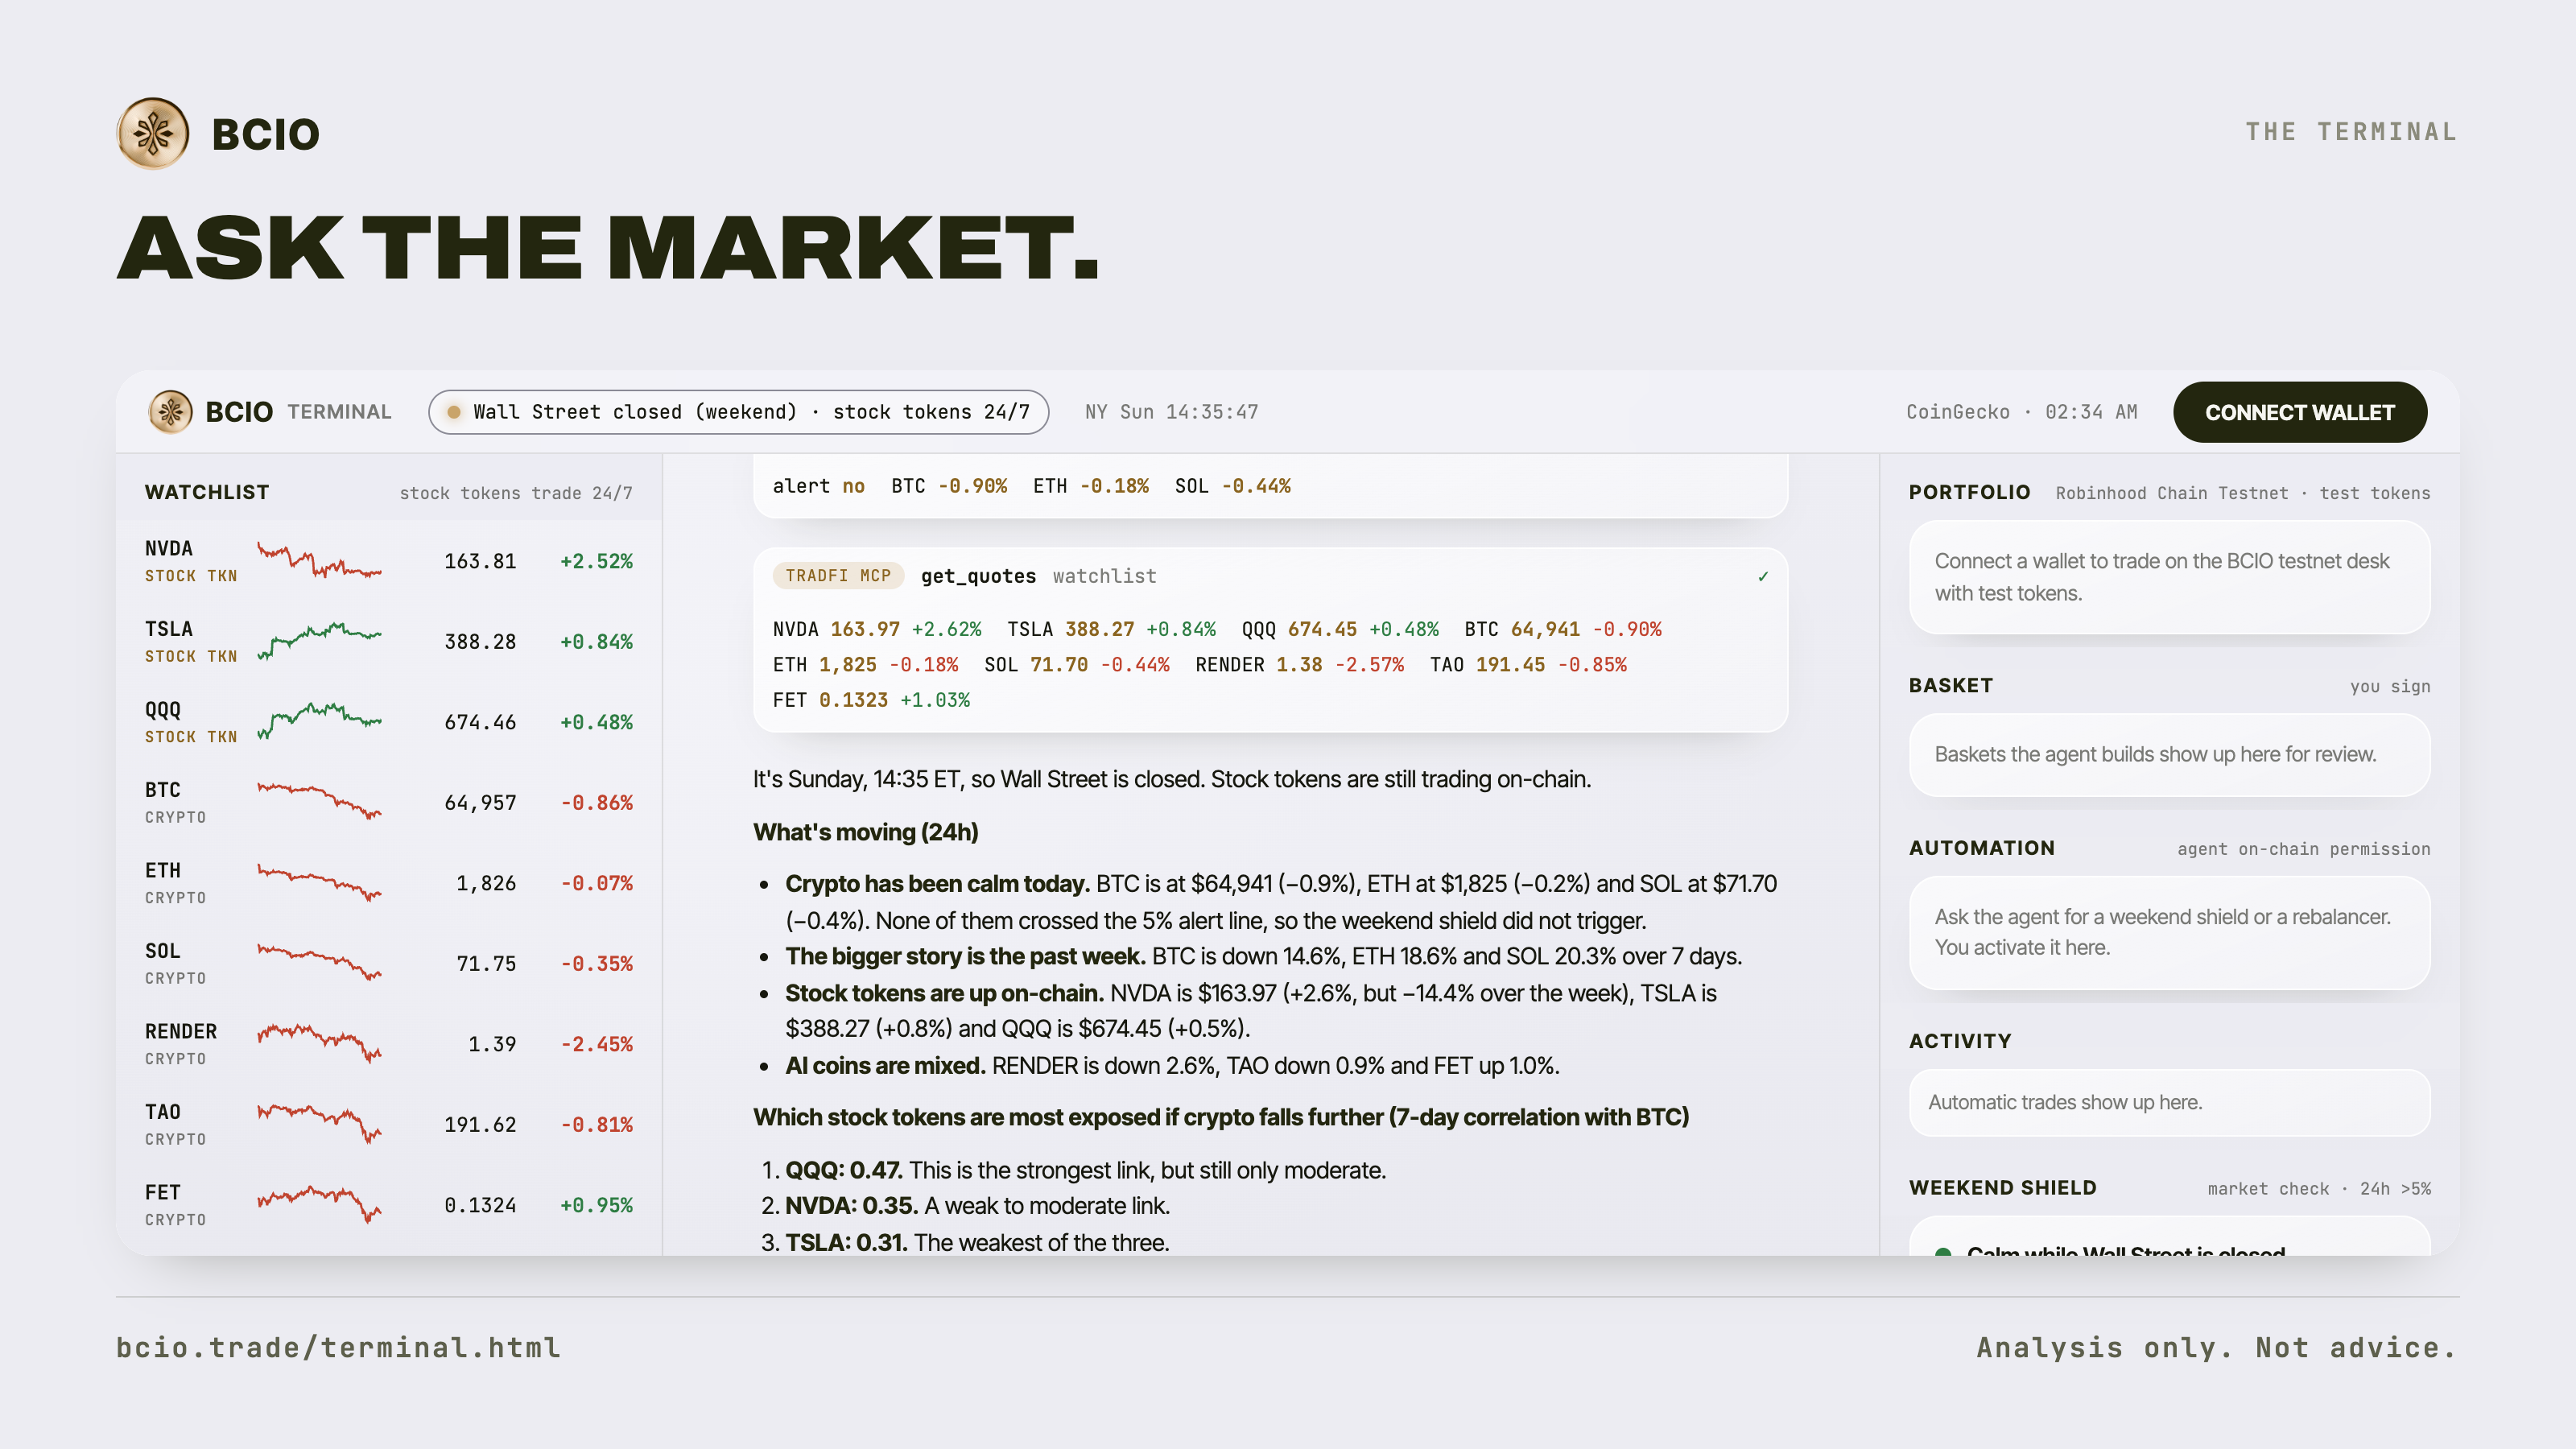 BCIO
THE TERMINAL
ASK THE MARKET.
BCIO TERMINAL
Wall Street closed (weekend) · stock tokens 24/7
NY Sun 14:35:47
CoinGecko · 02:34 AM
CONNECT WALLET
WATCHLIST
stock tokens trade 24/7
NVDA 163.81 +2.52%
STOCK TKN
TSLA 388.28 +0.84%
STOCK TKN
QQQ 674.46 +0.48%
STOCK TKN
BTC 64,957 -0.86%
CRYPTO
ETH 1,826 -0.07%
CRYPTO
SOL 71.75 -0.35%
CRYPTO
RENDER 1.39 -2.45%
CRYPTO
TAO 191.62 -0.81%
CRYPTO
FET 0.1324 +0.95%
CRYPTO
alert no BTC -0.90% ETH -0.18% SOL -0.44%
TRADFI MCP get_quotes watchlist ✓
NVDA 163.97 +2.62% TSLA 388.27 +0.84% QQQ 674.45 +0.48% BTC 64,941 -0.90%
ETH 1,825 -0.18% SOL 71.70 -0.44% RENDER 1.38 -2.57% TAO 191.45 -0.85%
FET 0.1323 +1.03%
It's Sunday, 14:35 ET, so Wall Street is closed. Stock tokens are still trading on-chain.
What's moving (24h)
• Crypto has been calm today. BTC is at $64,941 (−0.9%), ETH at $1,825 (−0.2%) and SOL at $71.70
(−0.4%). None of them crossed the 5% alert line, so the weekend shield did not trigger.
• The bigger story is the past week. BTC is down 14.6%, ETH 18.6% and SOL 20.3% over 7 days.
• Stock tokens are up on-chain. NVDA is $163.97 (+2.6%, but −14.4% over the week), TSLA is
$388.27 (+0.8%) and QQQ is $674.45 (+0.5%).
• AI coins are mixed. RENDER is down 2.6%, TAO down 0.9% and FET up 1.0%.
Which stock tokens are most exposed if crypto falls further (7-day correlation with BTC)
1. QQQ: 0.47. This is the strongest link, but still only moderate.
2. NVDA: 0.35. A weak to moderate link.
3. TSLA: 0.31. The weakest of the three.
PORTFOLIO
Robinhood Chain Testnet · test tokens
Connect a wallet to trade on the BCIO testnet desk
with test tokens.
BASKET
you sign
Baskets the agent builds show up here for review.
AUTOMATION
agent on-chain permission
Ask the agent for a weekend shield or a rebalancer.
You activate it here.
ACTIVITY
Automatic trades show up here.
WEEKEND SHIELD
market check · 24h >5%
Calm while Wall Street is closed
bcio.trade/terminal.html
Analysis only. Not advice.